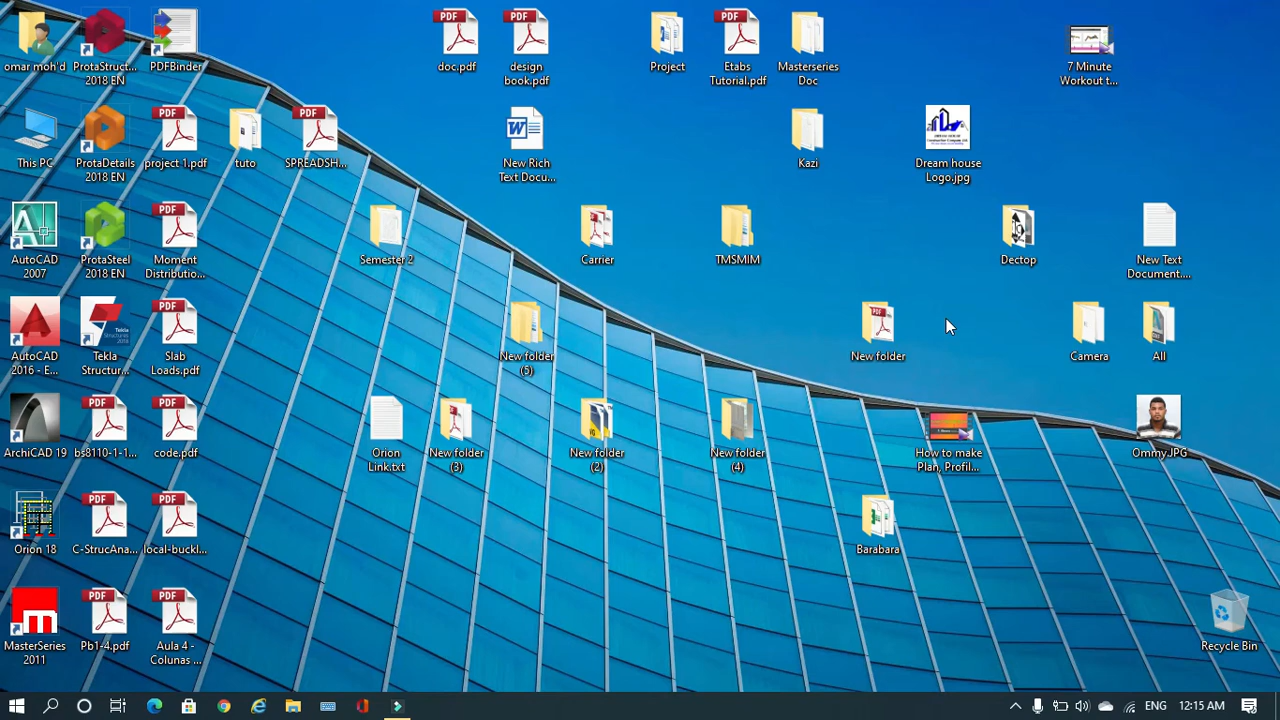 omar moh'd
ProtaStruct...
2018 EN
PDFBinder
doc.pdf
design
book.pdf
Project
Etabs
Tutorial.pdf
Masterseries
Doc
7 Minute
Workout t...
This PC
ProtaDetails
2018 EN
project 1.pdf
tuto
SPREADSH...
New Rich
Text Docu...
Kazi
Dream house
Logo.jpg
AutoCAD
2007
ProtaSteel
2018 EN
Moment
Distributio...
Semester 2
Carrier
TMSMIM
Dectop
New Text
Document....
AutoCAD
2016 - E...
Tekla
Structur...
Slab
Loads.pdf
New folder
(5)
New folder
Camera
All
ArchiCAD 19
bs8110-1-1...
code.pdf
Orion
Link.txt
New folder
(3)
New folder
(2)
New folder
(4)
How to make
Plan, Profil...
Ommy.JPG
Orion 18
C-StrucAna...
local-buckl...
Barabara
MasterSeries
2011
Pb1-4.pdf
Aula 4 -
Colunas ...
Recycle Bin
ENG
12:15 AM